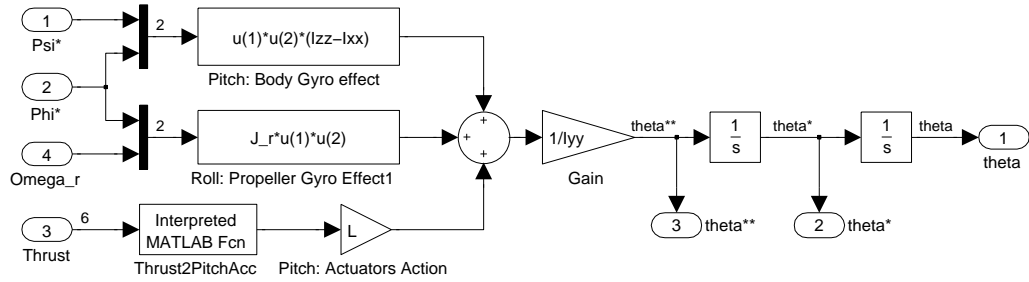 1
Psi*
2
u(1)*u(2)*(Izz−Ixx)
Pitch: Body Gyro effect
2
Phi*
2
J_r*u(1)*u(2)
Roll: Propeller Gyro Effect1
4
Omega_r
3
Thrust
6
Interpreted
MATLAB Fcn
Thrust2PitchAcc
L
Pitch: Actuators Action
+
+
+
1/Iyy
Gain
theta**
3
theta**
1
s
theta*
2
theta*
1
s
theta
1
theta